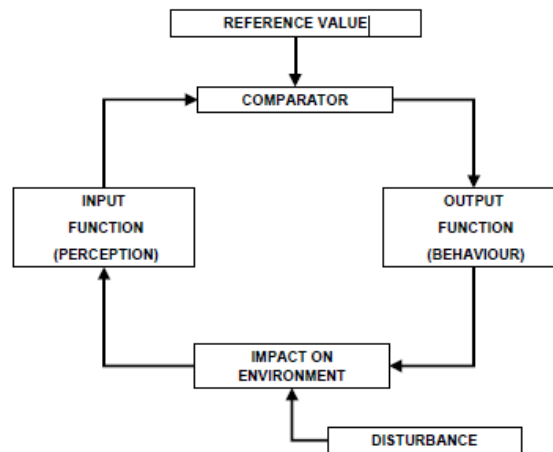 REFERENCE VALUE
COMPARATOR
INPUT
FUNCTION
(PERCEPTION)
OUTPUT
FUNCTION
(BEHAVIOUR)
IMPACT ON
ENVIRONMENT
DISTURBANCE